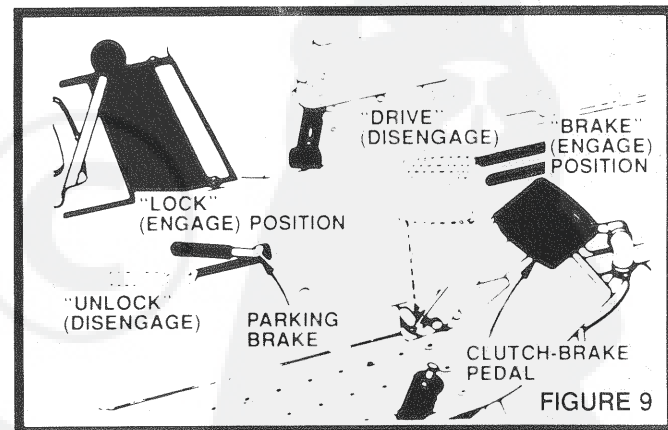 "DRIVE"
(DISENGAGE)
"BRAKE"
(ENGAGE)
POSITION
"LOCK"
(ENGAGE) POSITION
"UNLOCK"
(DISENGAGE)
PARKING
BRAKE
CLUTCH-BRAKE
PEDAL
FIGURE 9